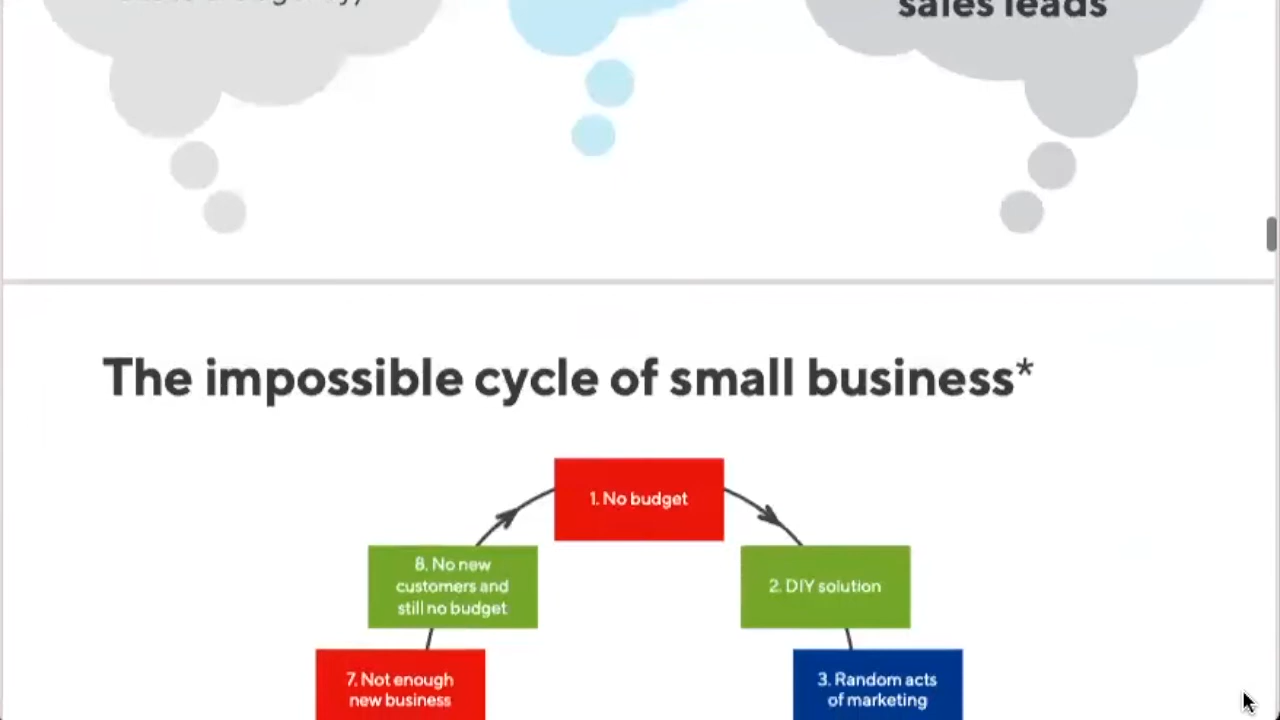 sales leads
The impossible cycle of small business*
1. No budget
8. No new
customers and
still no budget
2. DIY solution
7. Not enough
new business
3. Random acts
of marketing